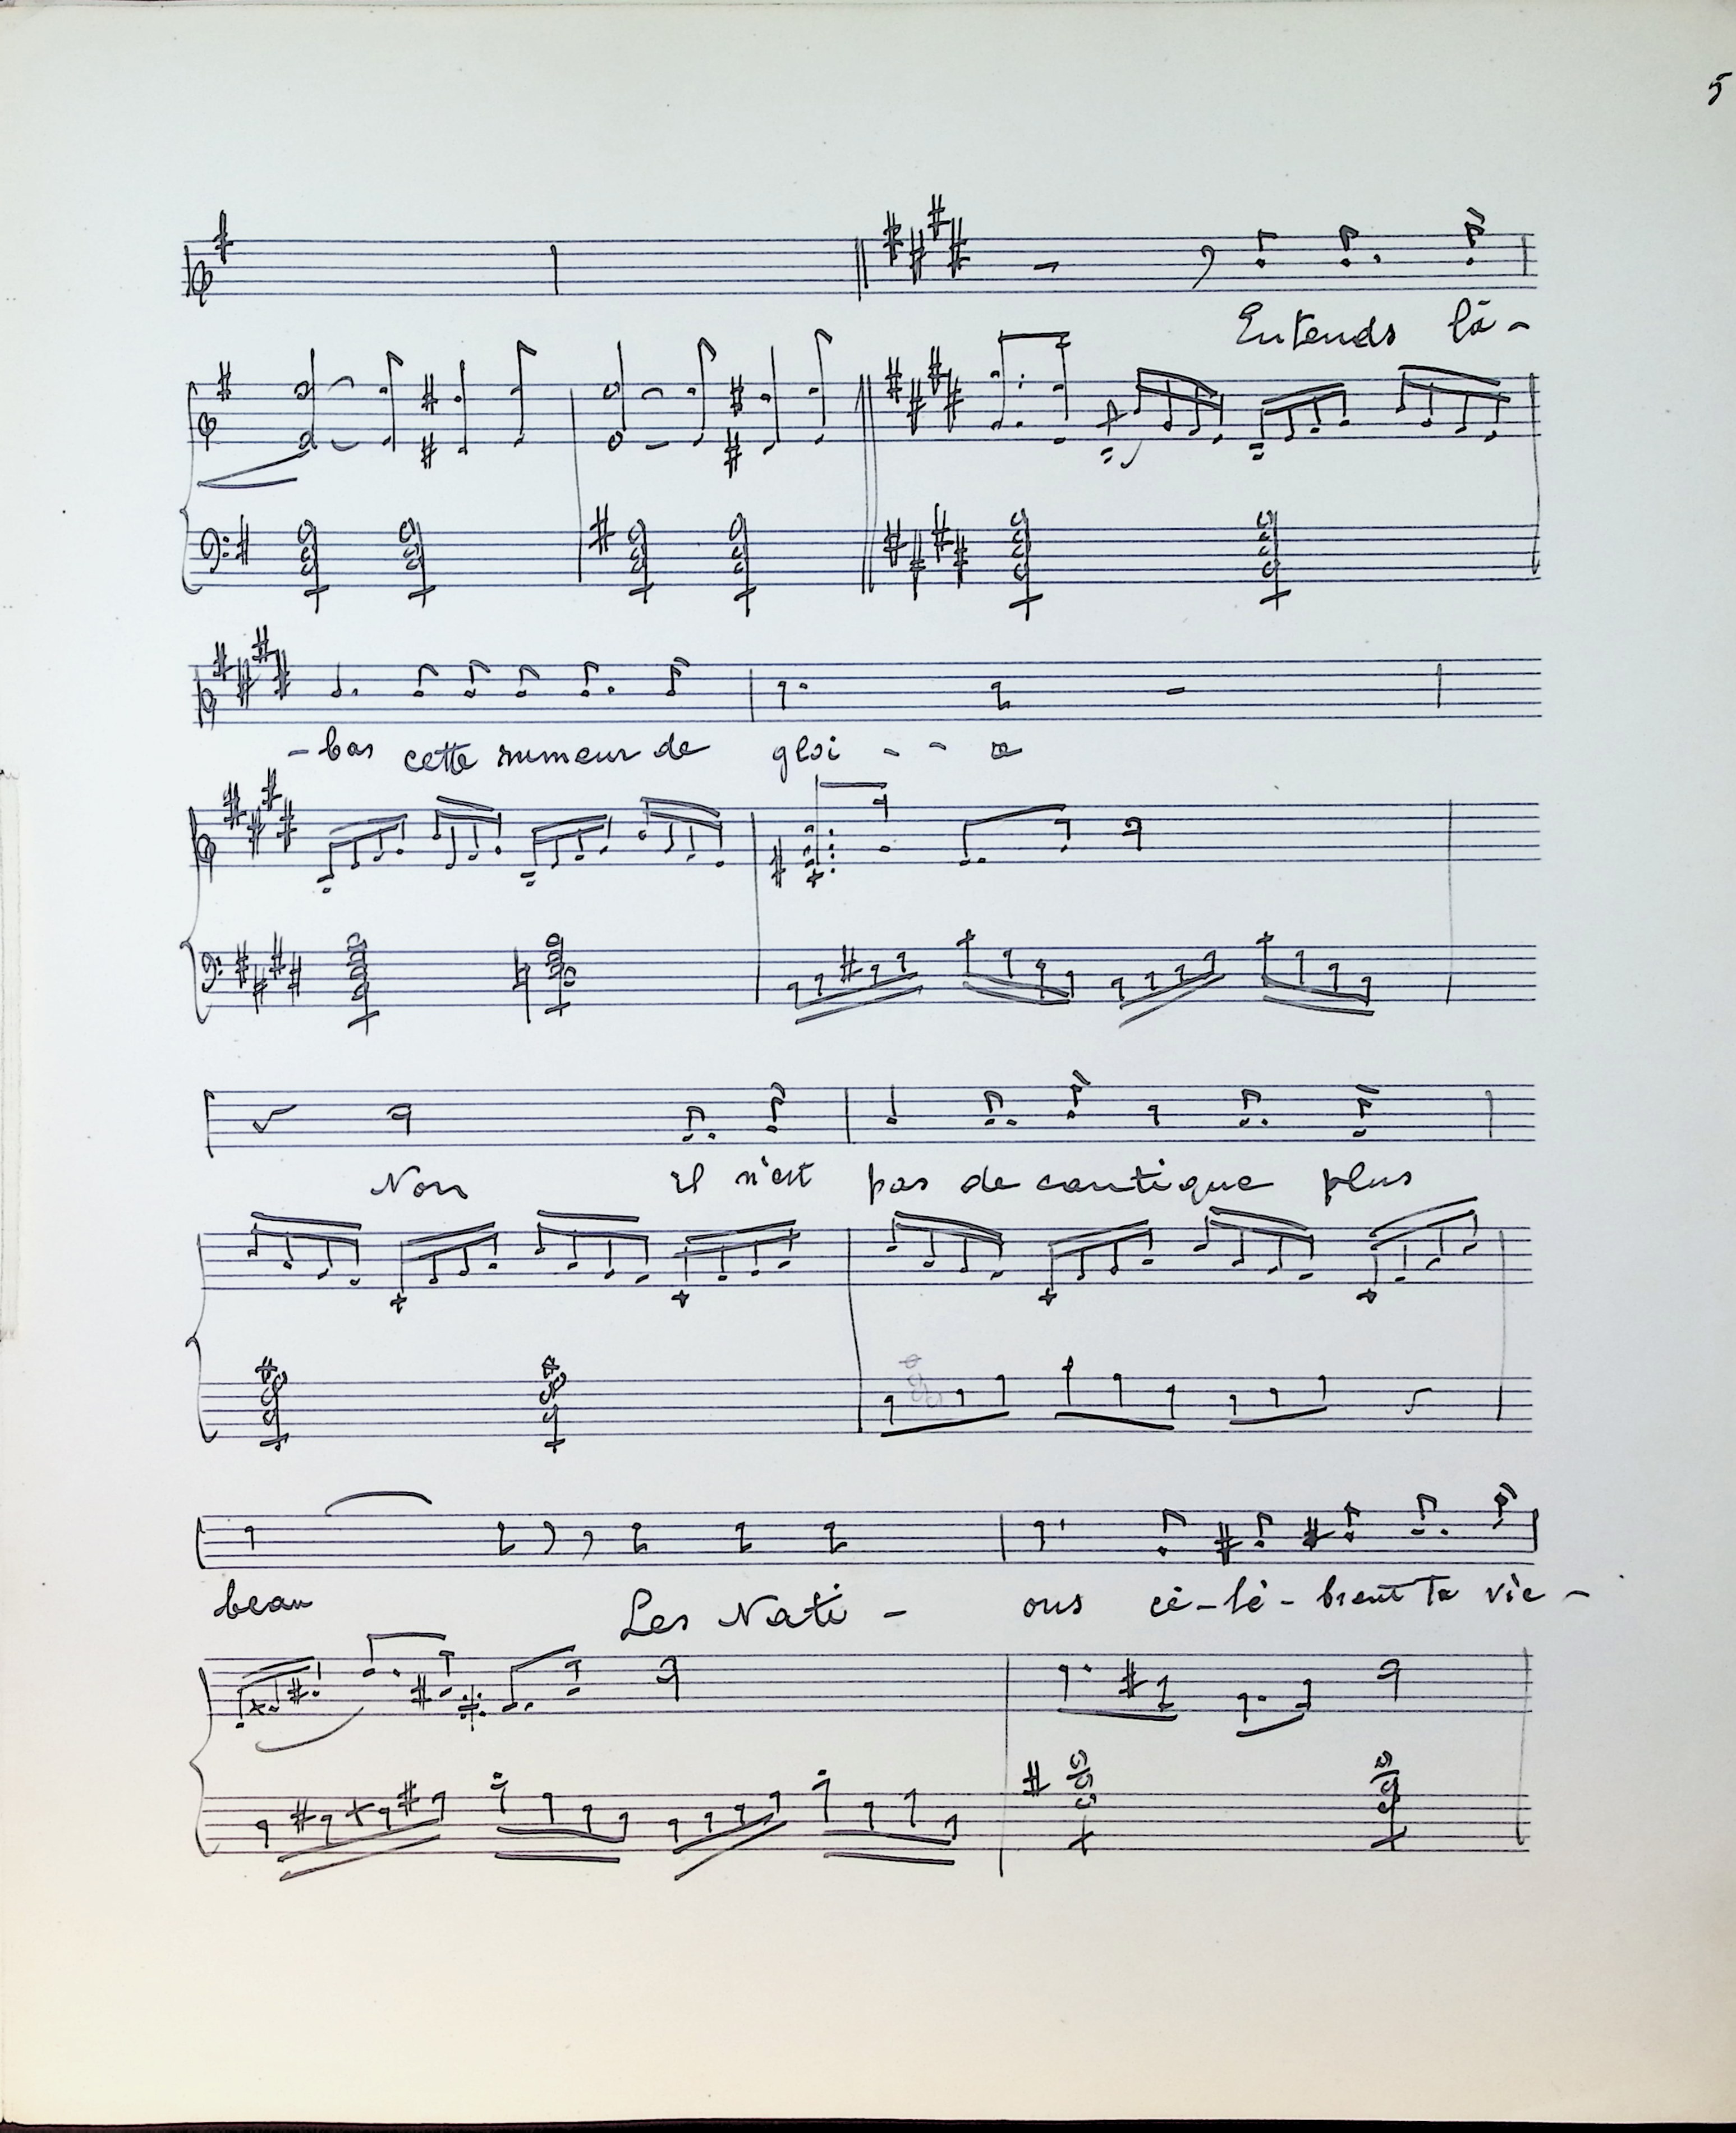 5
Entends là-
-bas cette rumeur de gloi - - re
Non il n'est pas de cantique plus
beau Les Nati - ons cé-lè-brent Ta vic-